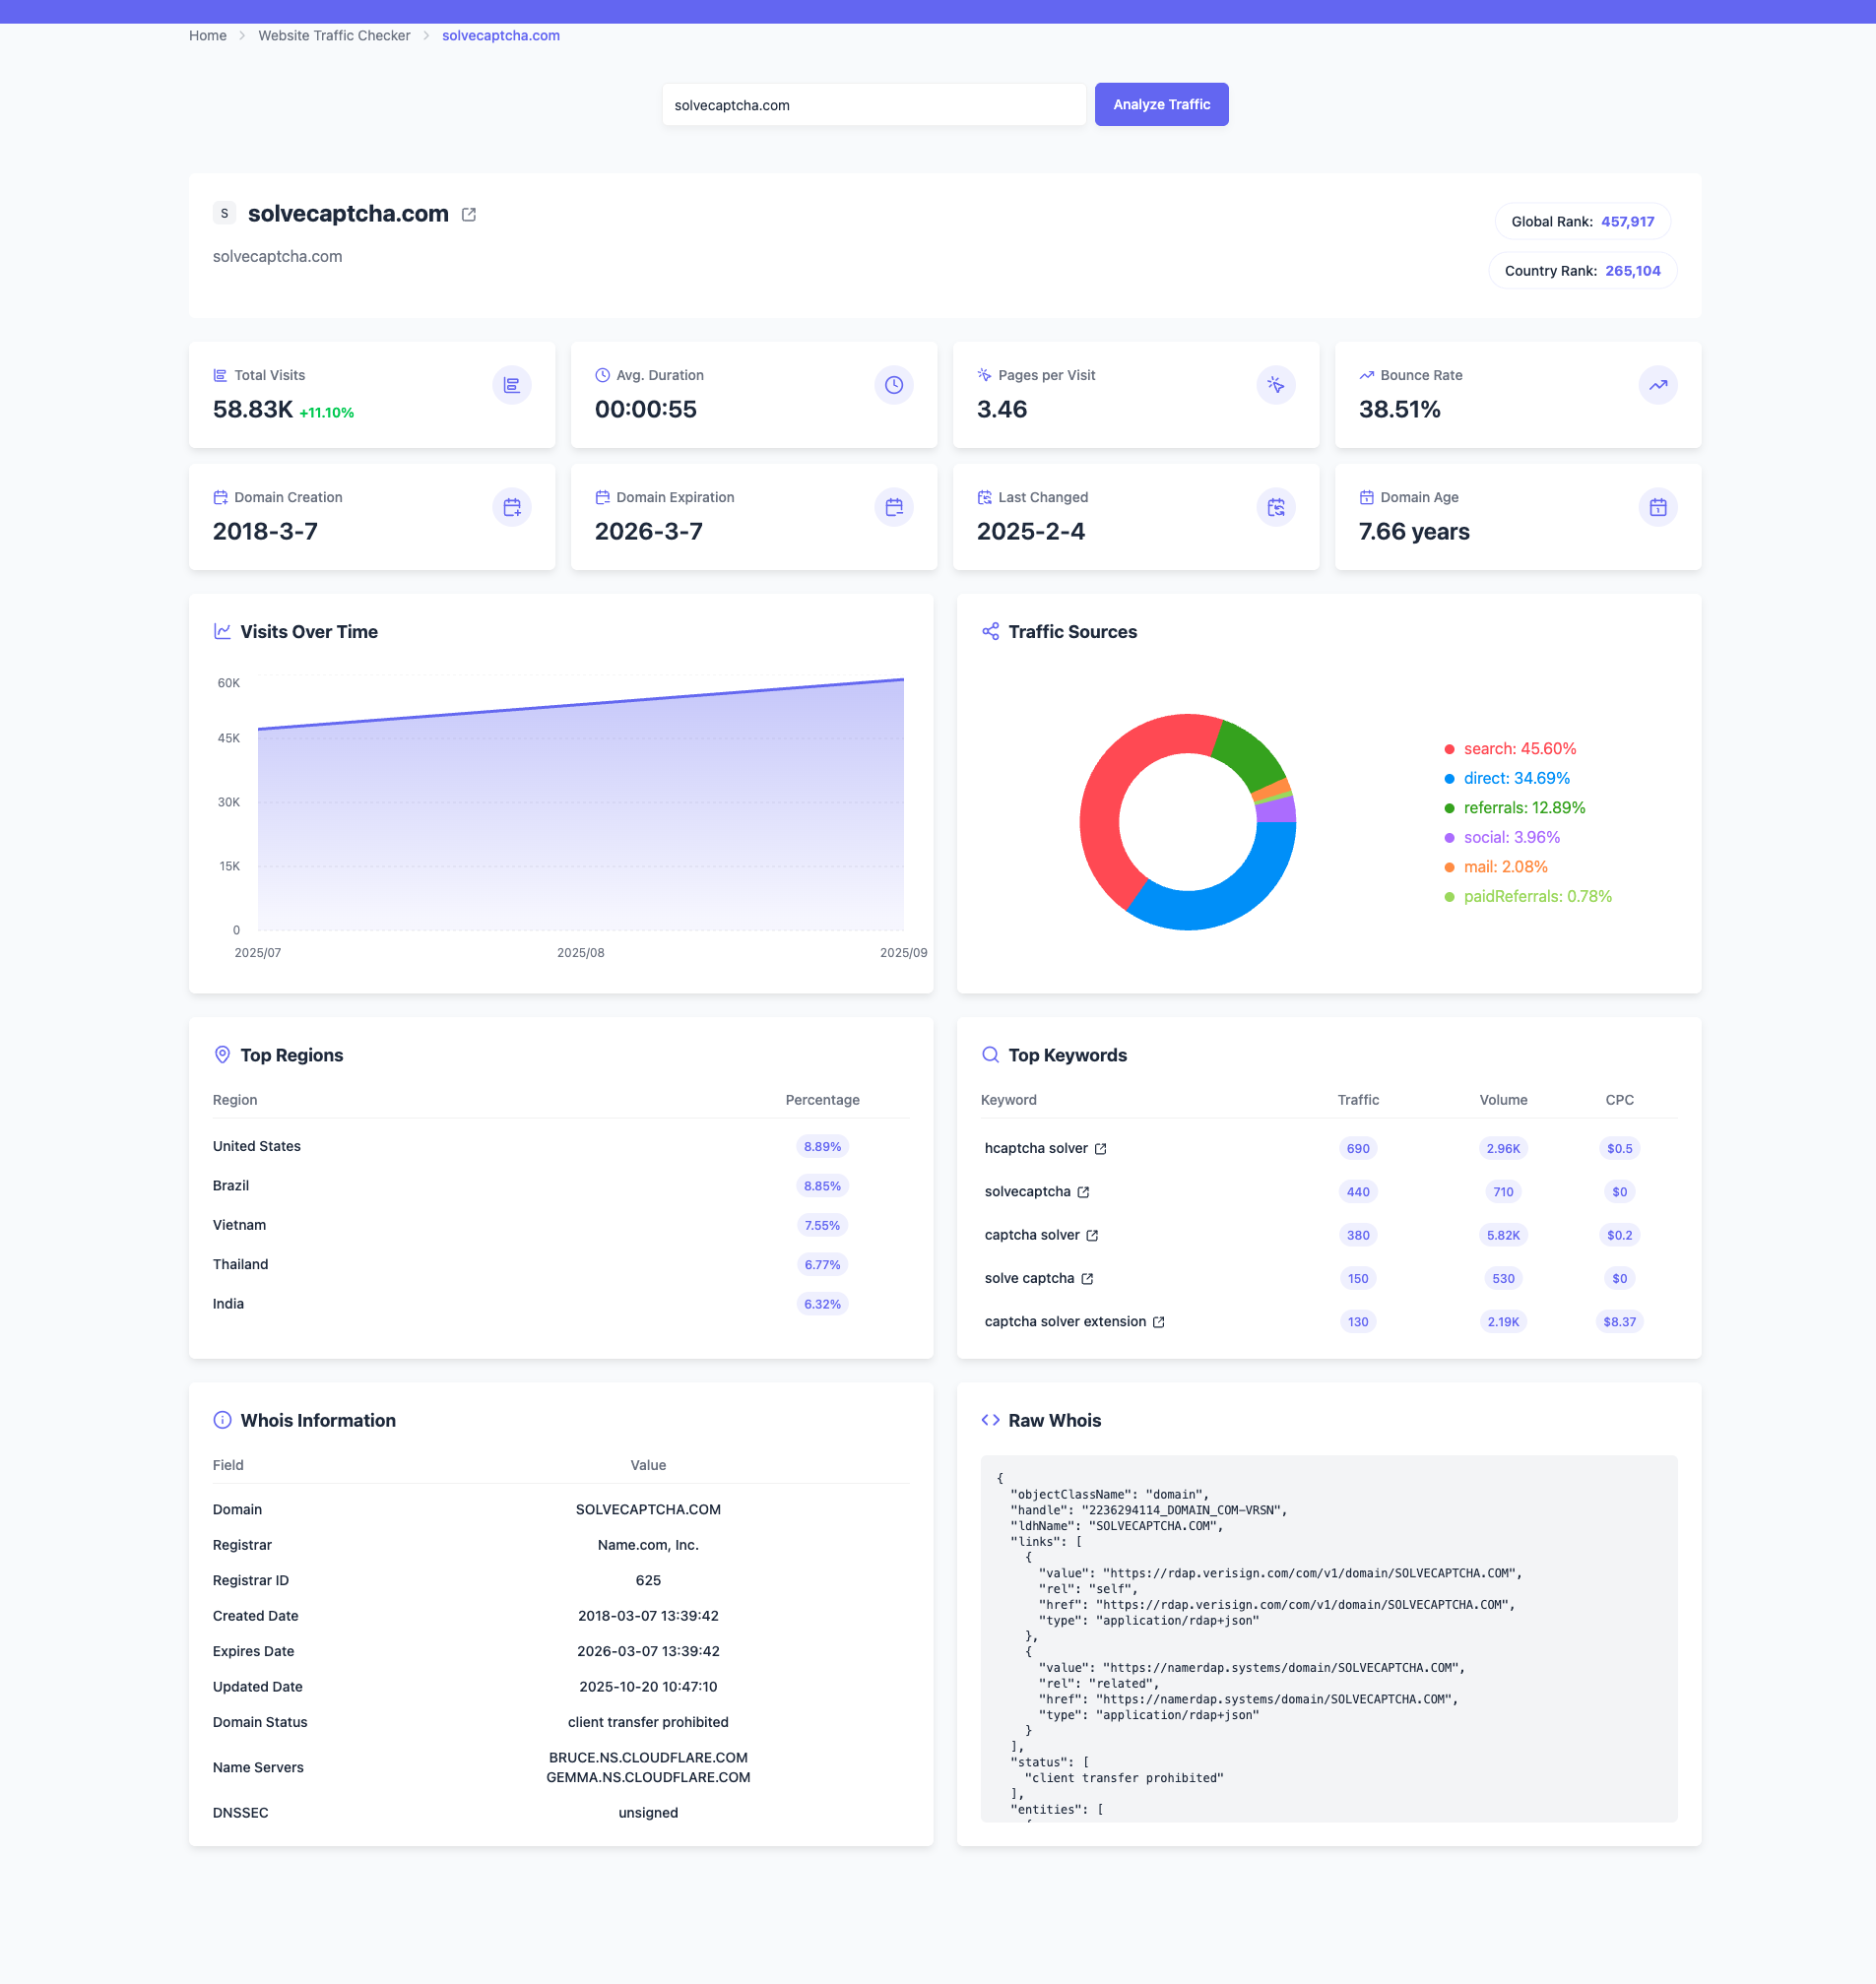 Home > Website Traffic Checker > solvecaptcha.com
solvecaptcha.com
Analyze Traffic
S solvecaptcha.com
solvecaptcha.com
Global Rank: 457,917
Country Rank: 265,104
Total Visits
58.83K +11.10%
Avg. Duration
00:00:55
Pages per Visit
3.46
Bounce Rate
38.51%
Domain Creation
2018-3-7
Domain Expiration
2026-3-7
Last Changed
2025-2-4
Domain Age
7.66 years
Visits Over Time
60K
45K
30K
15K
0
2025/07 2025/08 2025/09
Traffic Sources
search: 45.60%
direct: 34.69%
referrals: 12.89%
social: 3.96%
mail: 2.08%
paidReferrals: 0.78%
Top Regions
Region Percentage
United States 8.89%
Brazil 8.85%
Vietnam 7.55%
Thailand 6.77%
India 6.32%
Top Keywords
Keyword Traffic Volume CPC
hcaptcha solver 690 2.96K $0.5
solvecaptcha 440 710 $0
captcha solver 380 5.82K $0.2
solve captcha 150 530 $0
captcha solver extension 130 2.19K $8.37
Whois Information
Field Value
Domain SOLVECAPTCHA.COM
Registrar Name.com, Inc.
Registrar ID 625
Created Date 2018-03-07 13:39:42
Expires Date 2026-03-07 13:39:42
Updated Date 2025-10-20 10:47:10
Domain Status client transfer prohibited
Name Servers BRUCE.NS.CLOUDFLARE.COM
GEMMA.NS.CLOUDFLARE.COM
DNSSEC unsigned
Raw Whois
{
"objectClassName": "domain",
"handle": "2236294114_DOMAIN_COM-VRSN",
"ldhName": "SOLVECAPTCHA.COM",
"links": [
{
"value": "https://rdap.verisign.com/com/v1/domain/SOLVECAPTCHA.COM",
"rel": "self",
"href": "https://rdap.verisign.com/com/v1/domain/SOLVECAPTCHA.COM",
"type": "application/rdap+json"
},
{
"value": "https://namerdap.systems/domain/SOLVECAPTCHA.COM",
"rel": "related",
"href": "https://namerdap.systems/domain/SOLVECAPTCHA.COM",
"type": "application/rdap+json"
}
],
"status": [
"client transfer prohibited"
],
"entities": [